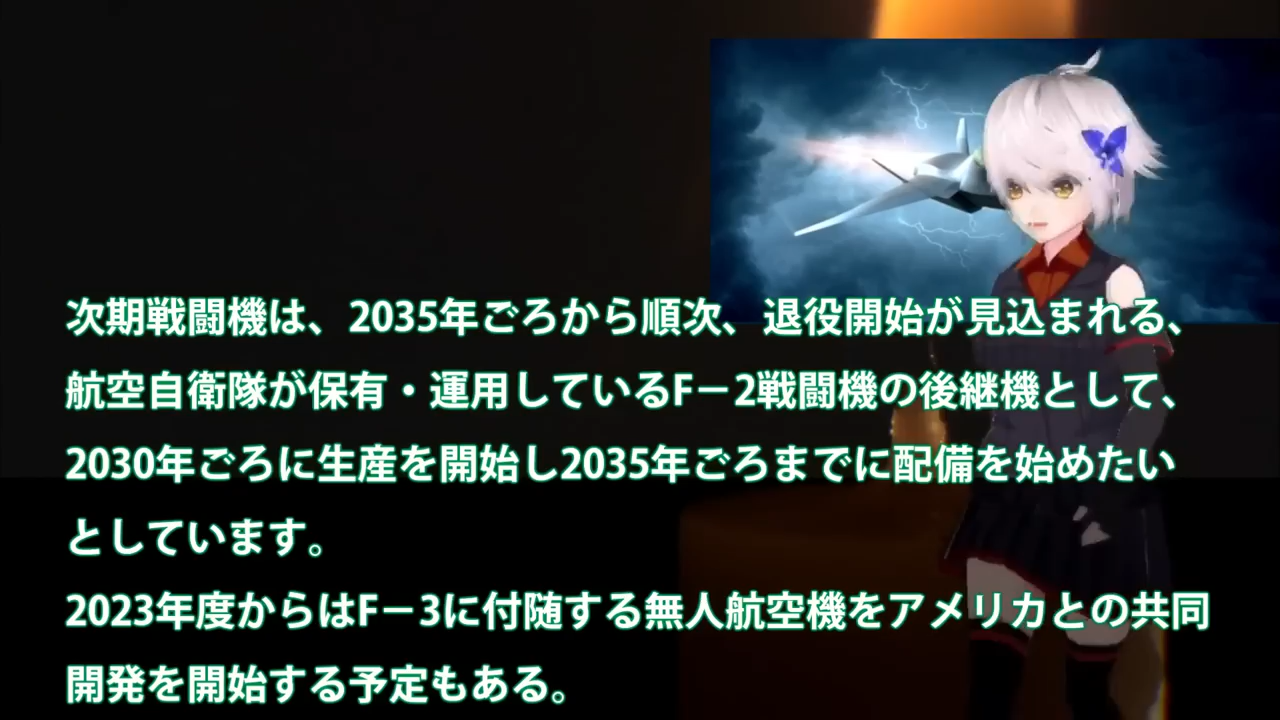 次期戦闘機は、2035年ごろから順次、退役開始が見込まれる、
航空自衛隊が保有・運用しているF－2戦闘機の後継機として、
2030年ごろに生産を開始し2035年ごろまでに配備を始めたい
としています。
2023年度からはF－3に付随する無人航空機をアメリカとの共同
開発を開始する予定もある。